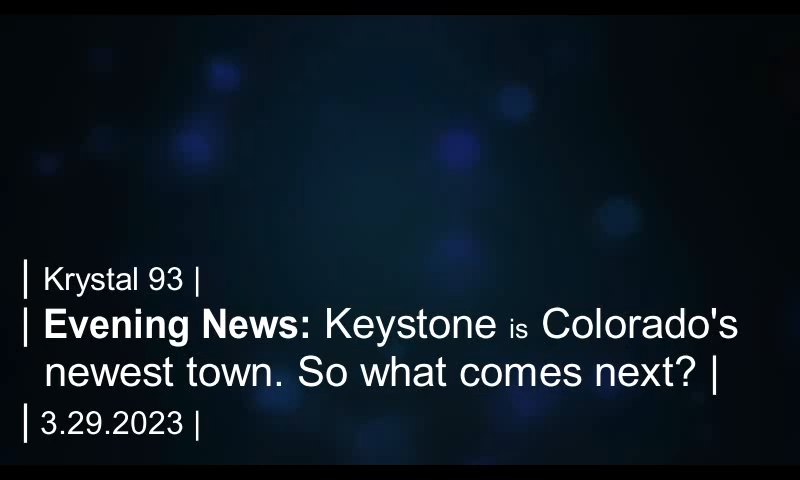 | Krystal 93 |
| Evening News: Keystone is Colorado's
newest town. So what comes next? |
| 3.29.2023 |